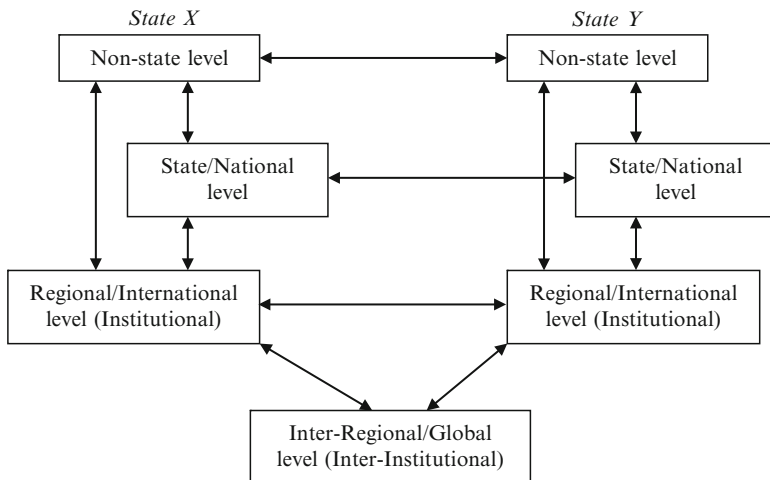 State X
State Y
Non-state level
Non-state level
State/National
level
State/National
level
Regional/International
level (Institutional)
Regional/International
level (Institutional)
Inter-Regional/Global
level (Inter-Institutional)